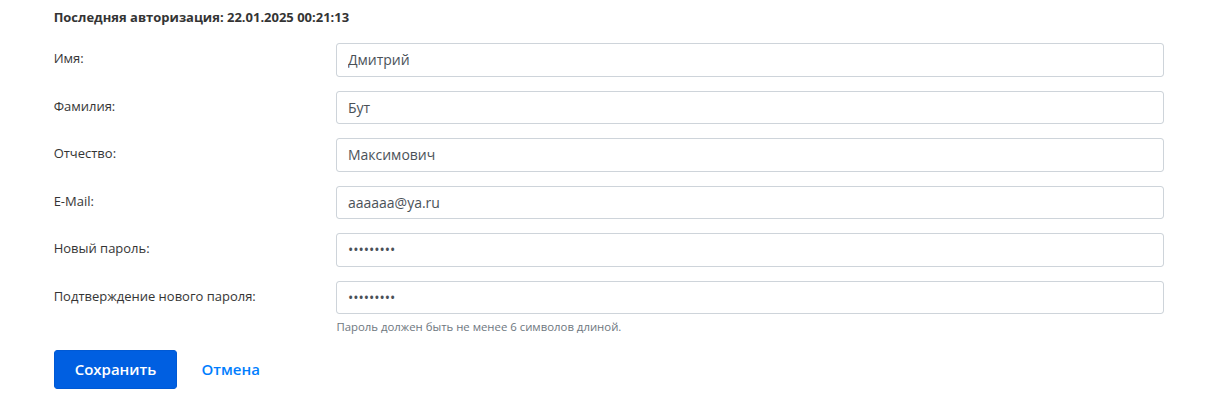 Последняя авторизация: 22.01.2025 00:21:13
Имя: Дмитрий
Фамилия: Бут
Отчество: Максимович
E-Mail: aaaaaa@ya.ru
Новый пароль: •••••••••
Подтверждение нового пароля: •••••••••
Пароль должен быть не менее 6 символов длиной.
Сохранить Отмена